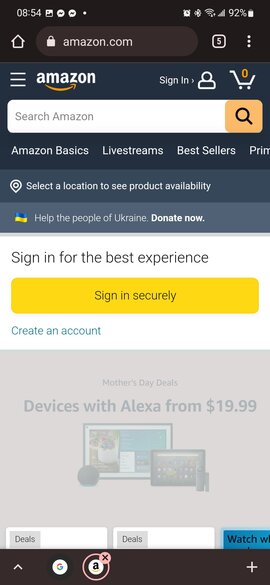 08:54
92%
amazon.com
5
amazon
Sign In ›
0
Search Amazon
Amazon Basics Livestreams Best Sellers Prim
Select a location to see product availability
Help the people of Ukraine. Donate now.
Sign in for the best experience
Sign in securely
Create an account
Mother's Day Deals
Devices with Alexa from $19.99
Deals
Deals
Watch wh
G
a